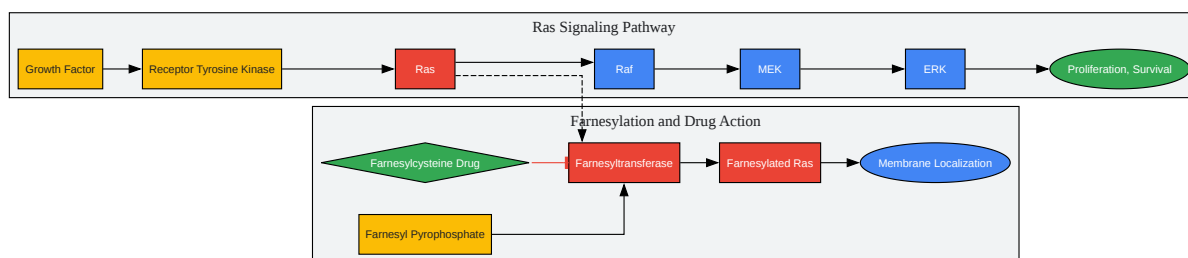 Ras Signaling Pathway
Growth Factor
Receptor Tyrosine Kinase
Ras
Raf
MEK
ERK
Proliferation, Survival
Farnesylation and Drug Action
Farnesylcysteine Drug
Farnesyltransferase
Farnesylated Ras
Membrane Localization
Farnesyl Pyrophosphate